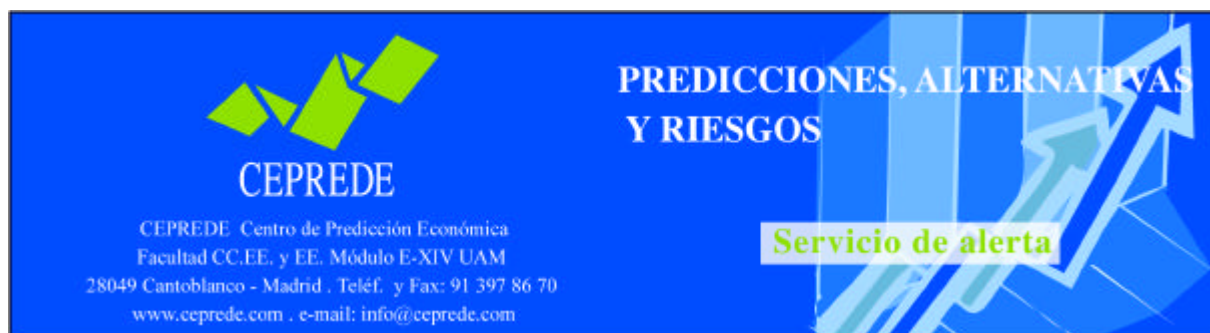 CEPREDE
CEPREDE Centro de Predicción Económica
Facultad CC.EE. y EE. Módulo E-XIV UAM
28049 Cantoblanco - Madrid . Teléf. y Fax: 91 397 86 70
www.ceprede.com . e-mail: info@ceprede.com
PREDICCIONES, ALTERNATIVAS
Y RIESGOS
Servicio de alerta